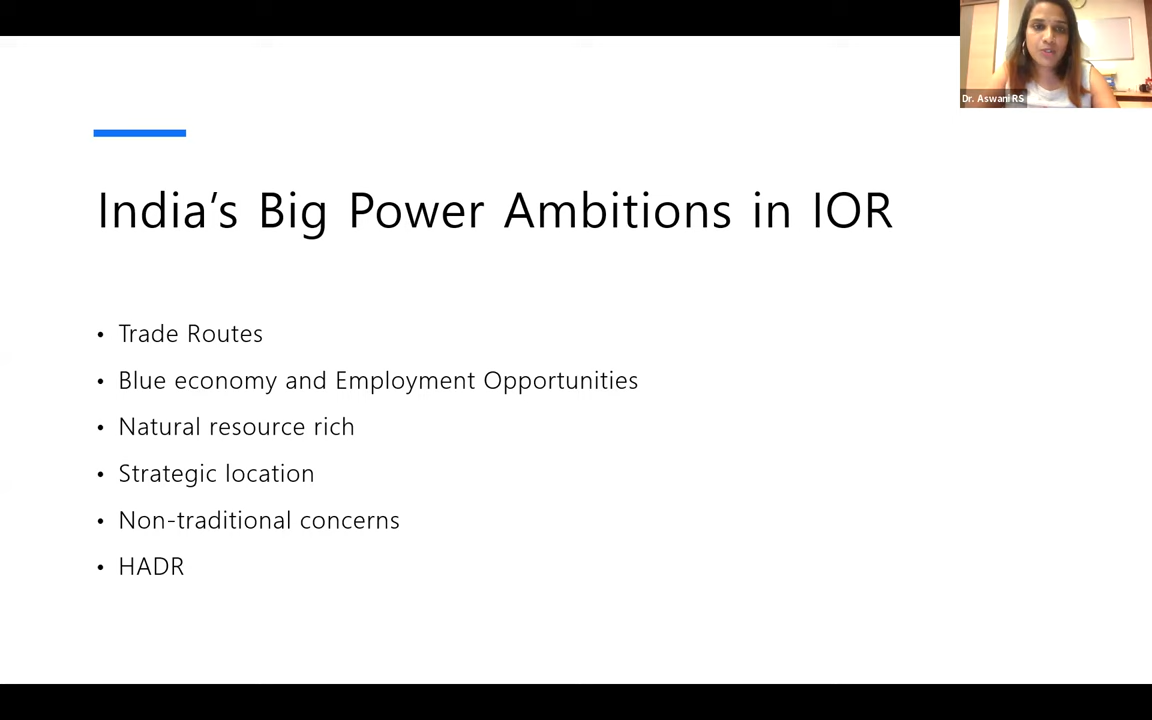 Dr. Aswani RS
India's Big Power Ambitions in IOR
• Trade Routes
• Blue economy and Employment Opportunities
• Natural resource rich
• Strategic location
• Non-traditional concerns
• HADR